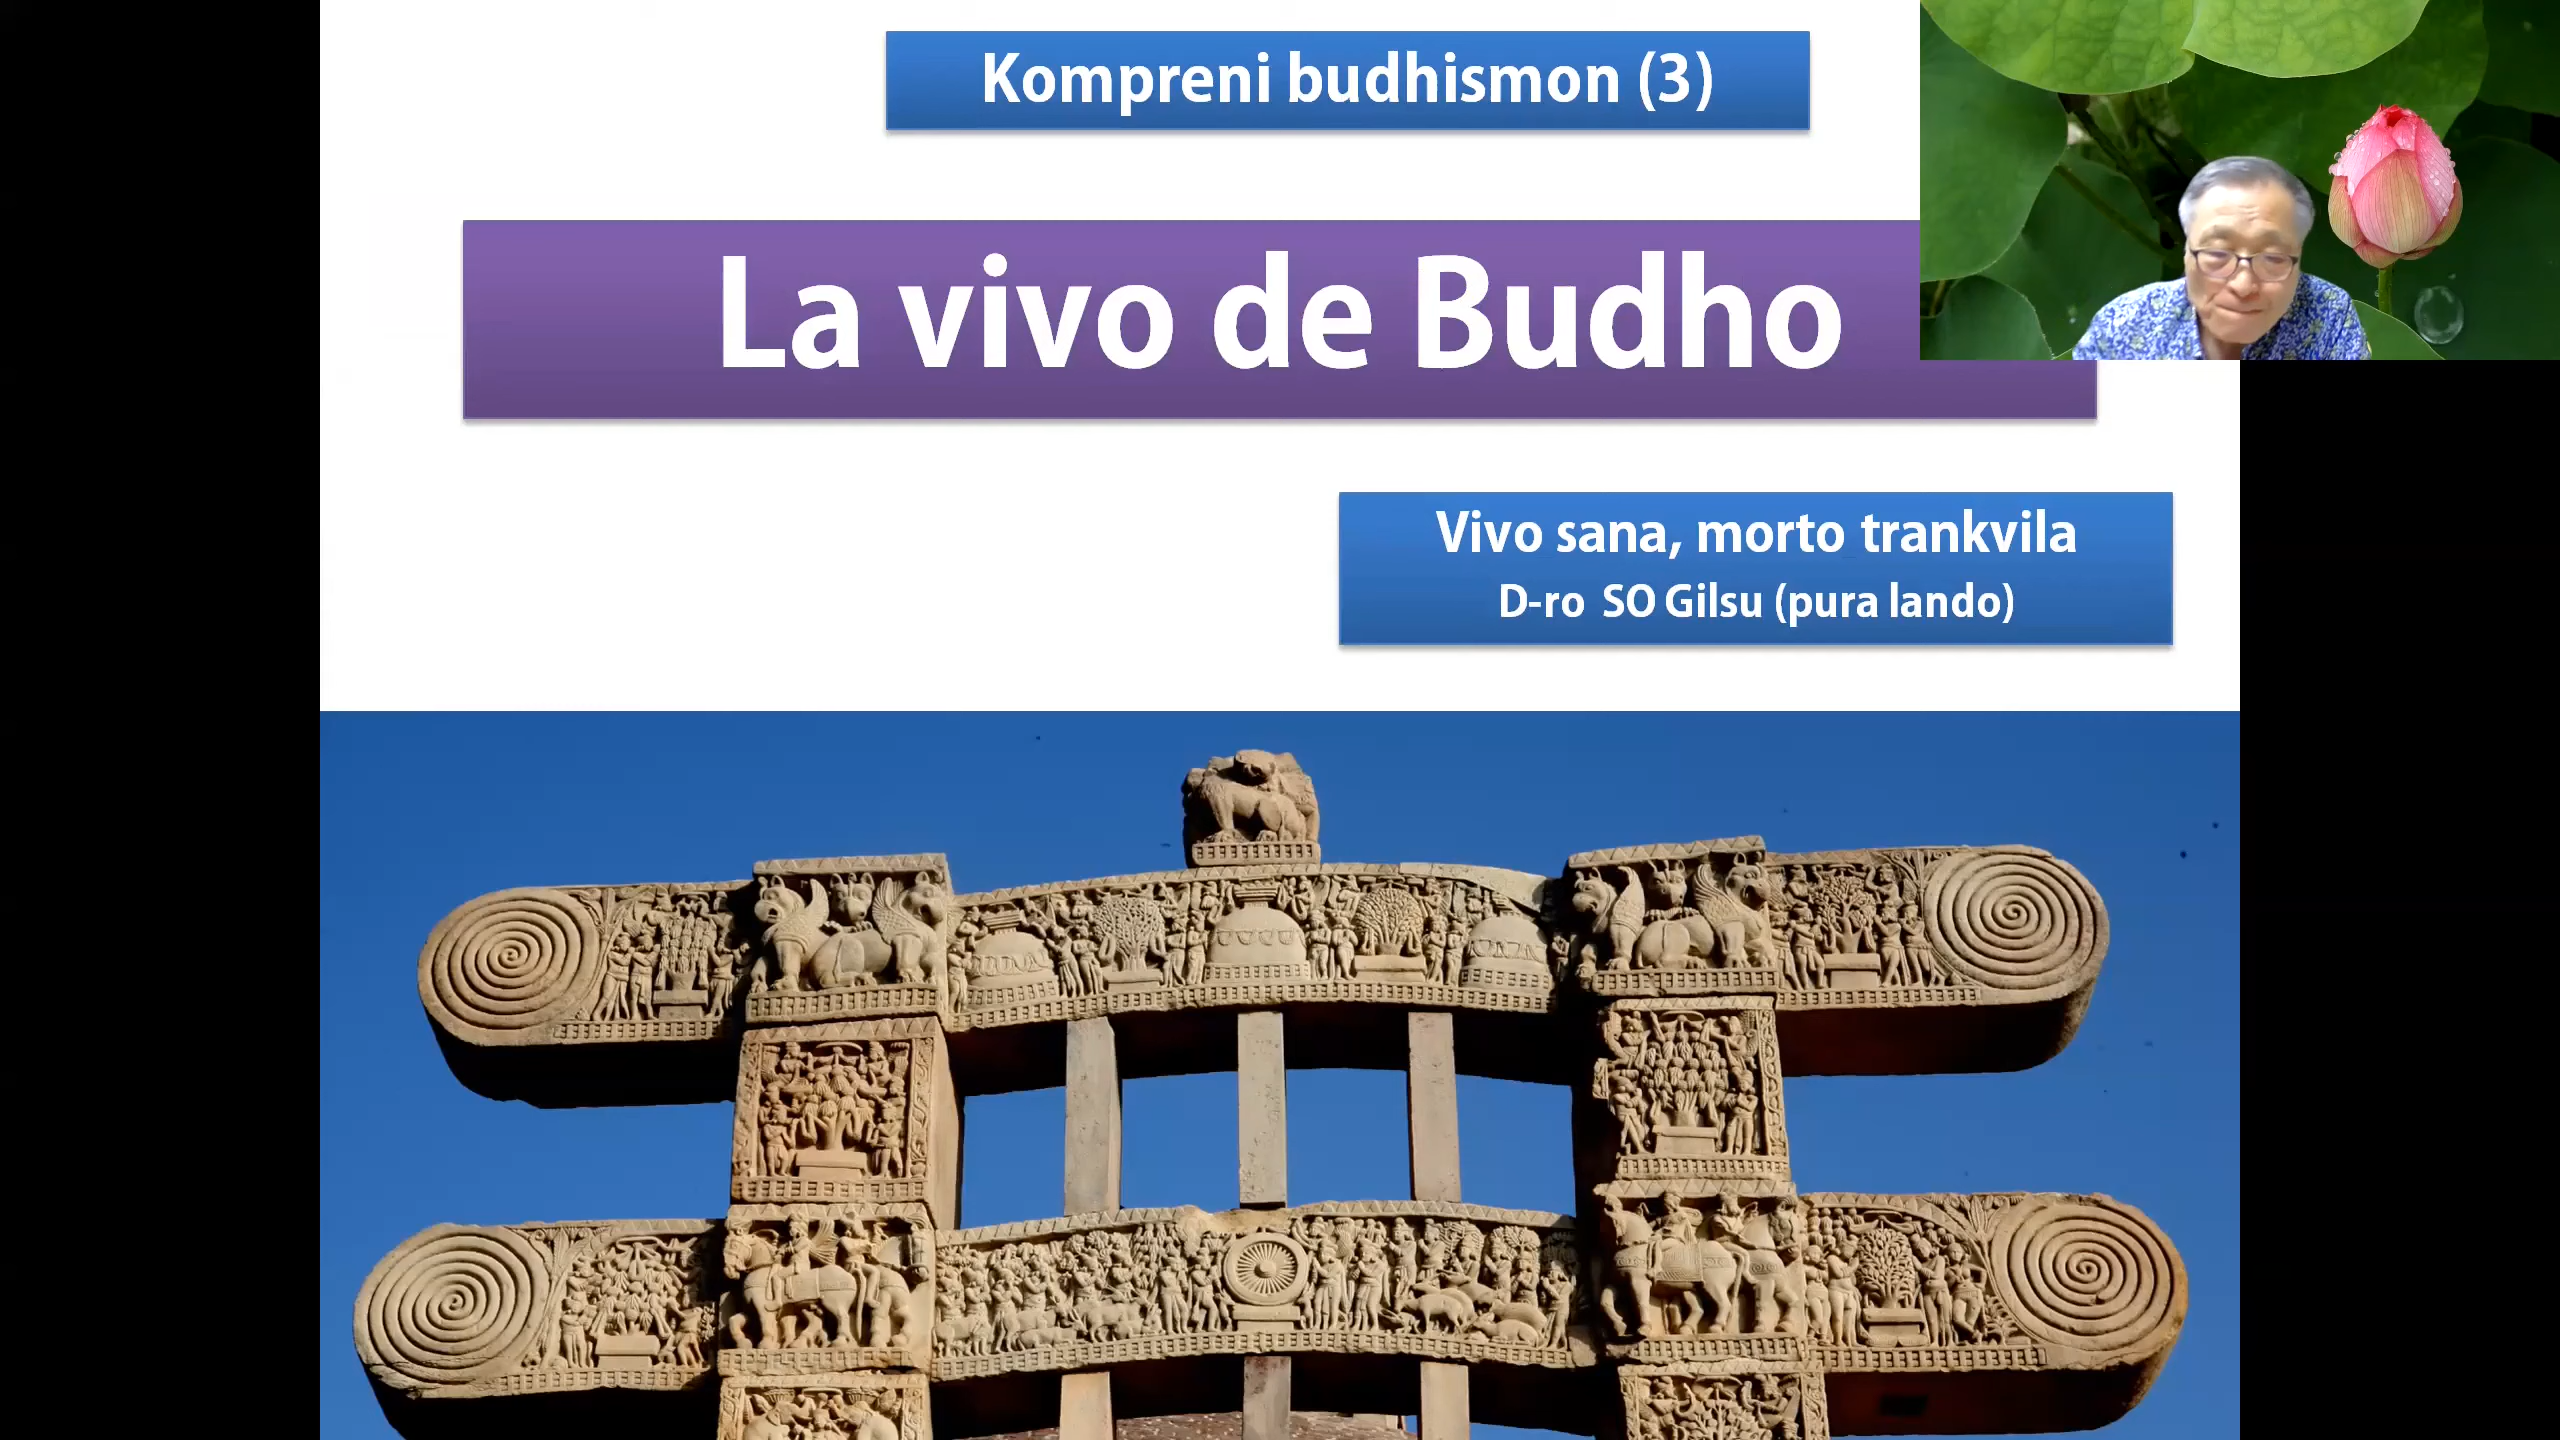 Kompreni budhismon (3)
La vivo de Budho
Vivo sana, morto trankvila
D-ro  SO Gilsu (pura lando)